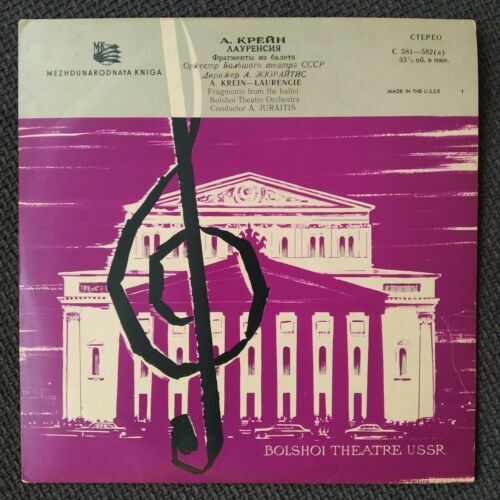 MK
MEZHDUNARODNAYA KNIGA
А. КРЕЙН
ЛАУРЕНСИЯ
Фрагменты из балета
Оркестр Большого театра СССР
Дирижер А. ЖЮРАЙТИС
A. KREIN—LAURENCIE
Fragments from the ballet
Bolshoi Theatre Orchestra
Conductor A. JURAITIS
СТЕРЕО
С 581—582(а)
33⅓ об. в мин.
MADE IN THE U.S.S.R
1
BOLSHOI THEATRE USSR